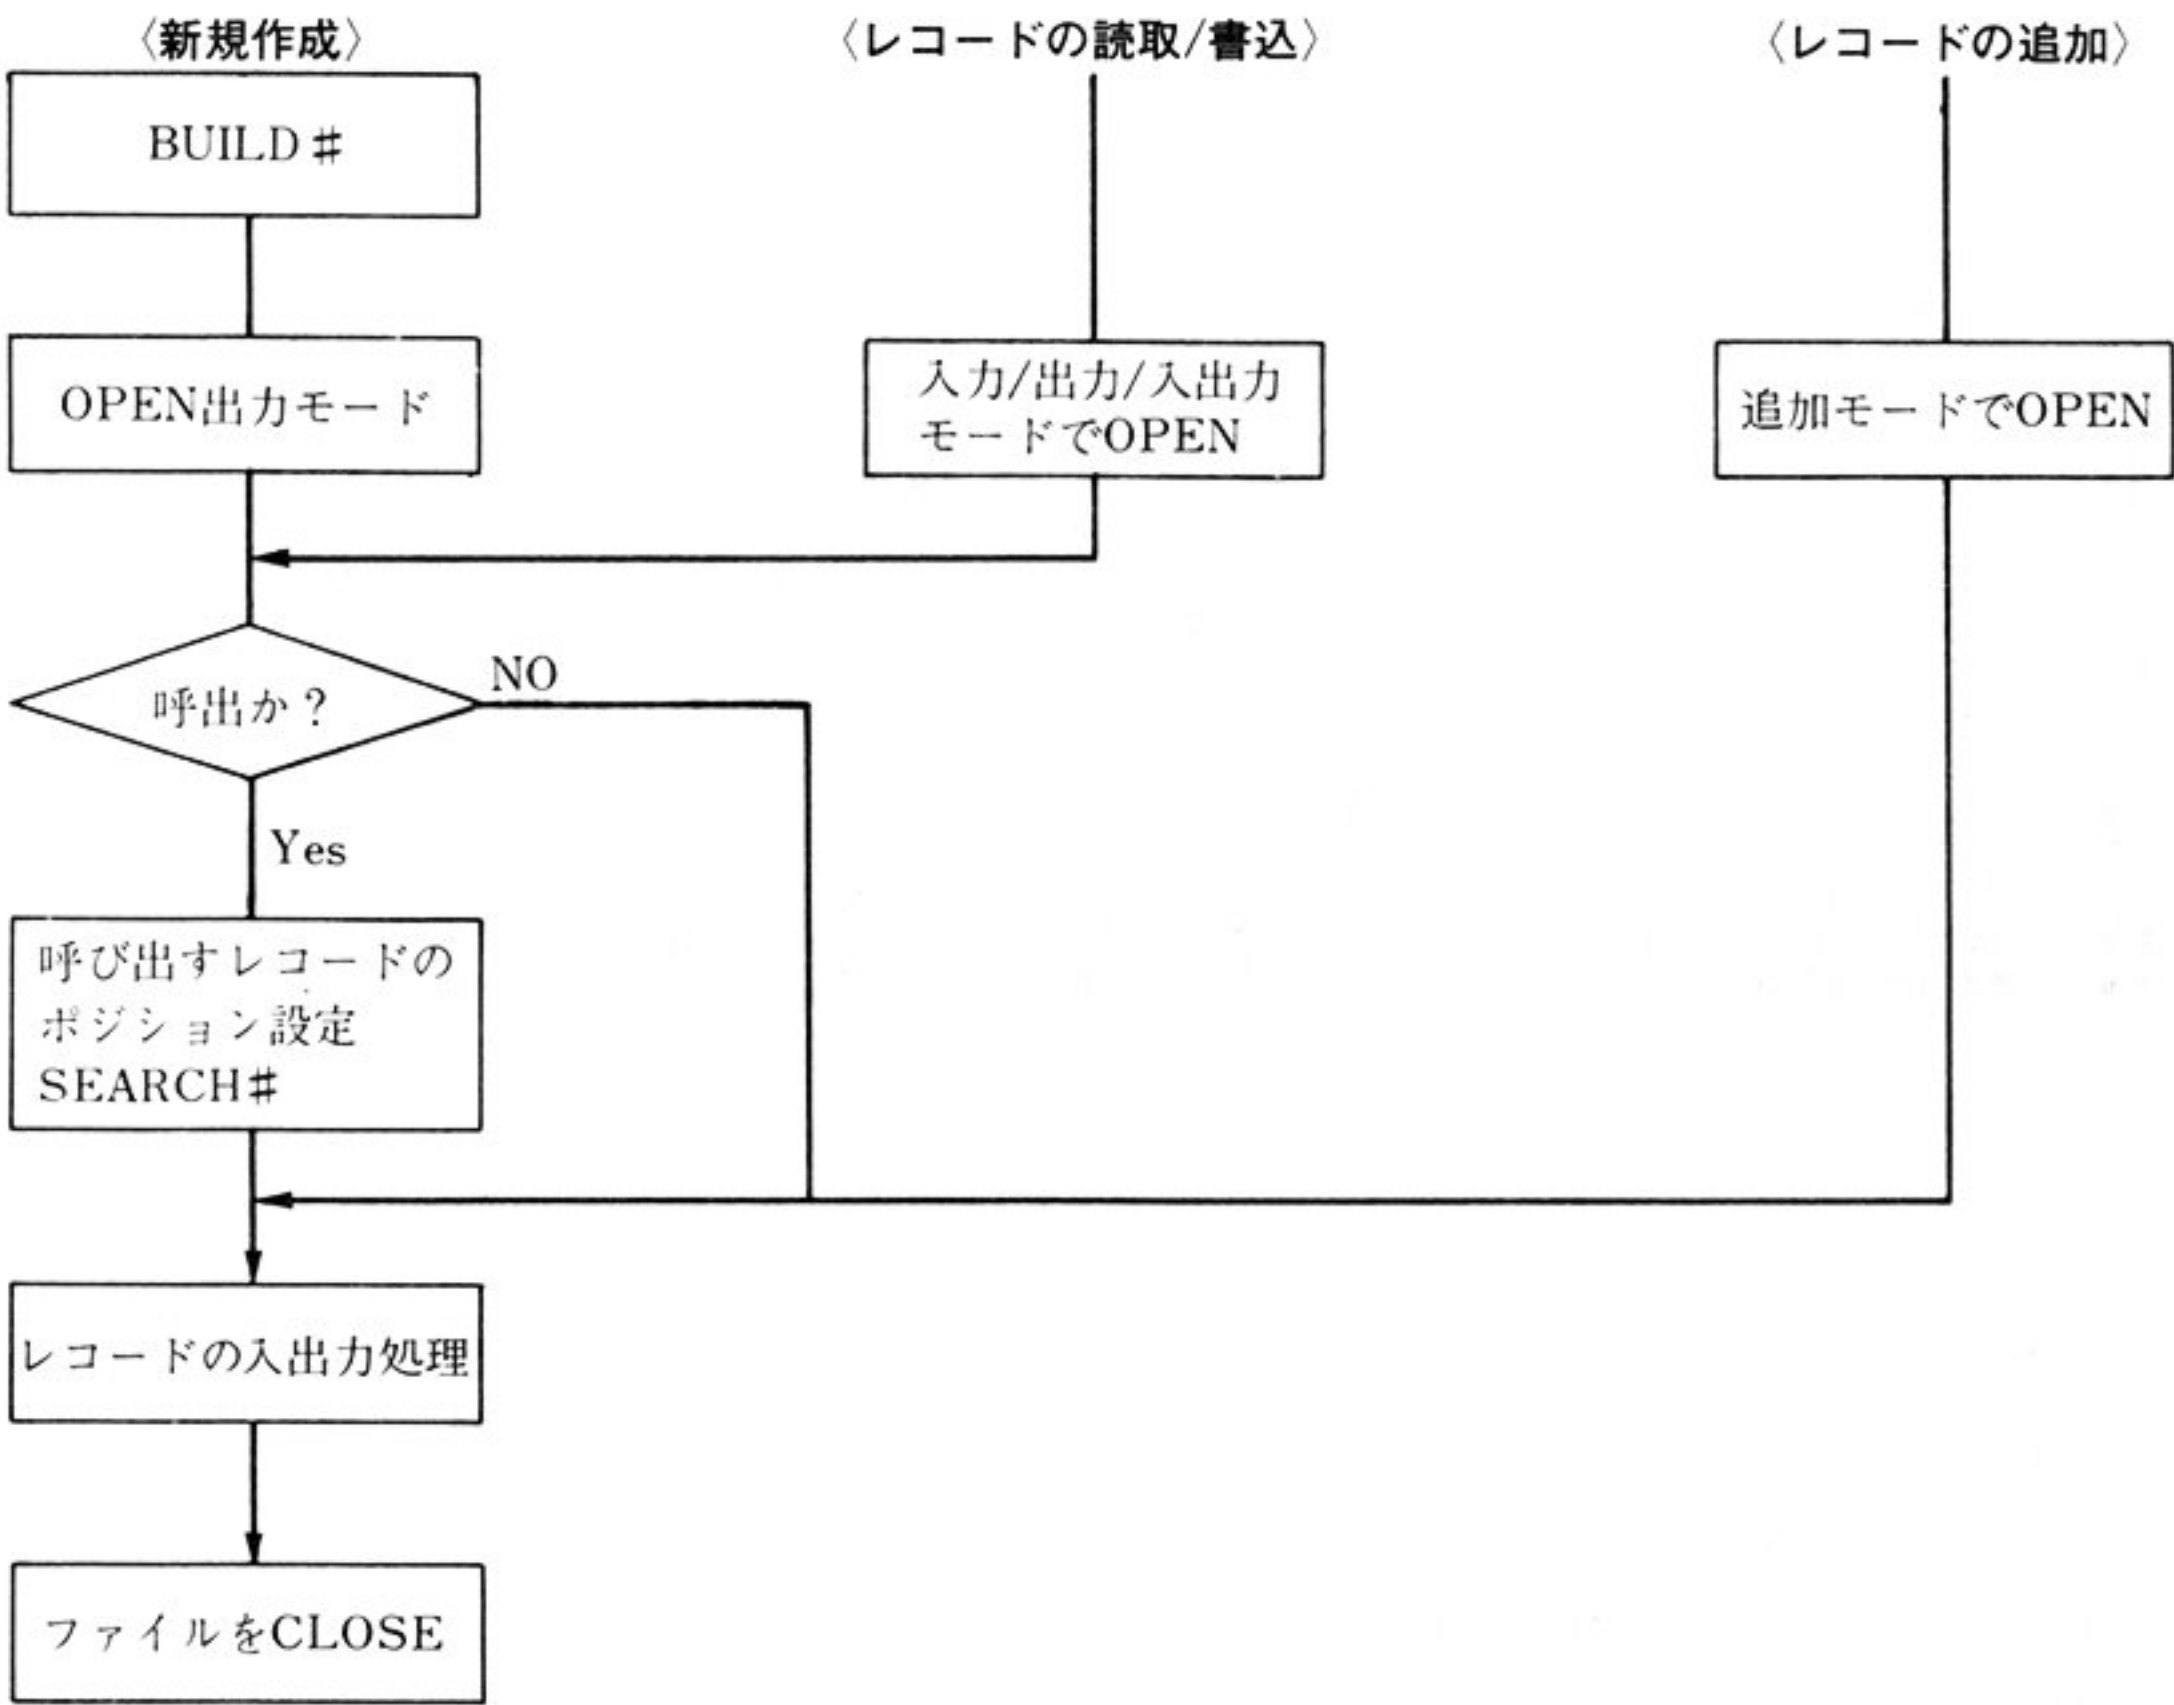 〈新規作成〉
〈レコードの読取/書込〉
〈レコードの追加〉
BUILD#
OPEN出力モード
入力/出力/入出力
モードでOPEN
追加モードでOPEN
呼出か？
NO
Yes
呼び出すレコードの
ポジション設定
SEARCH#
レコードの入出力処理
ファイルをCLOSE